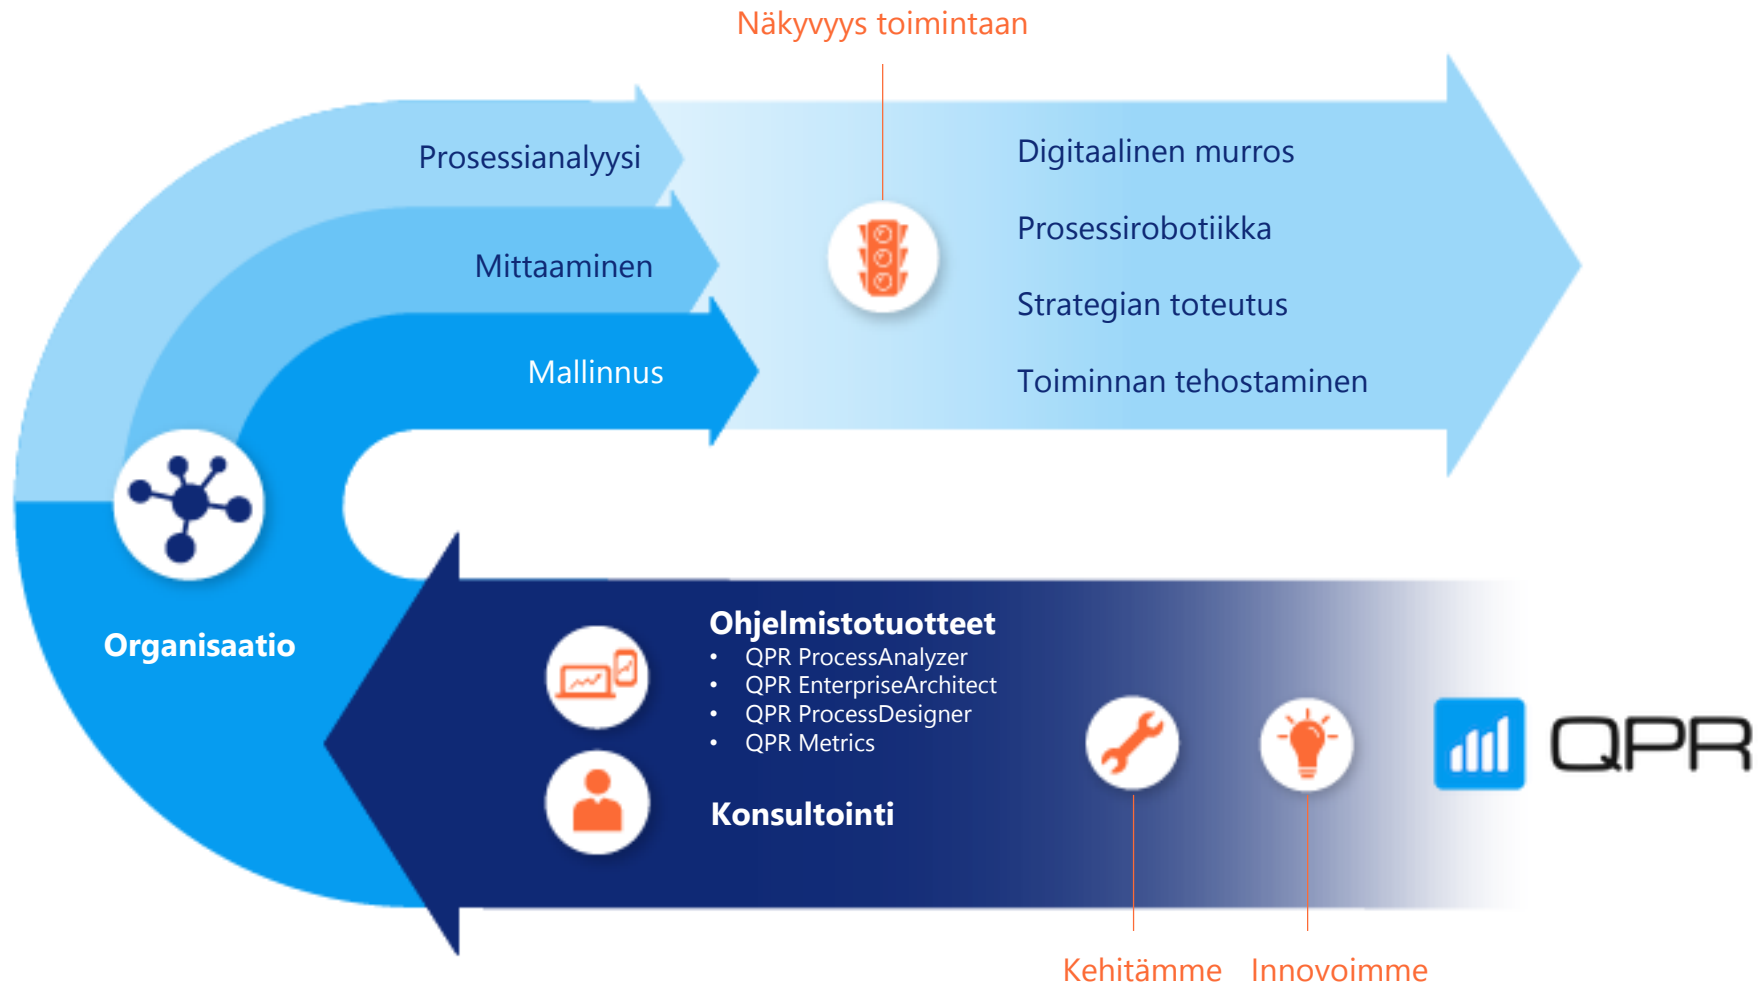 Näkyvyys toimintaan
Prosessianalyysi
Mittaaminen
Mallinnus
Digitaalinen murros
Prosessirobotiikka
Strategian toteutus
Toiminnan tehostaminen
Organisaatio
Ohjelmistotuotteet
• QPR ProcessAnalyzer
• QPR EnterpriseArchitect
• QPR ProcessDesigner
• QPR Metrics
Konsultointi
QPR
Kehitämme
Innovoimme